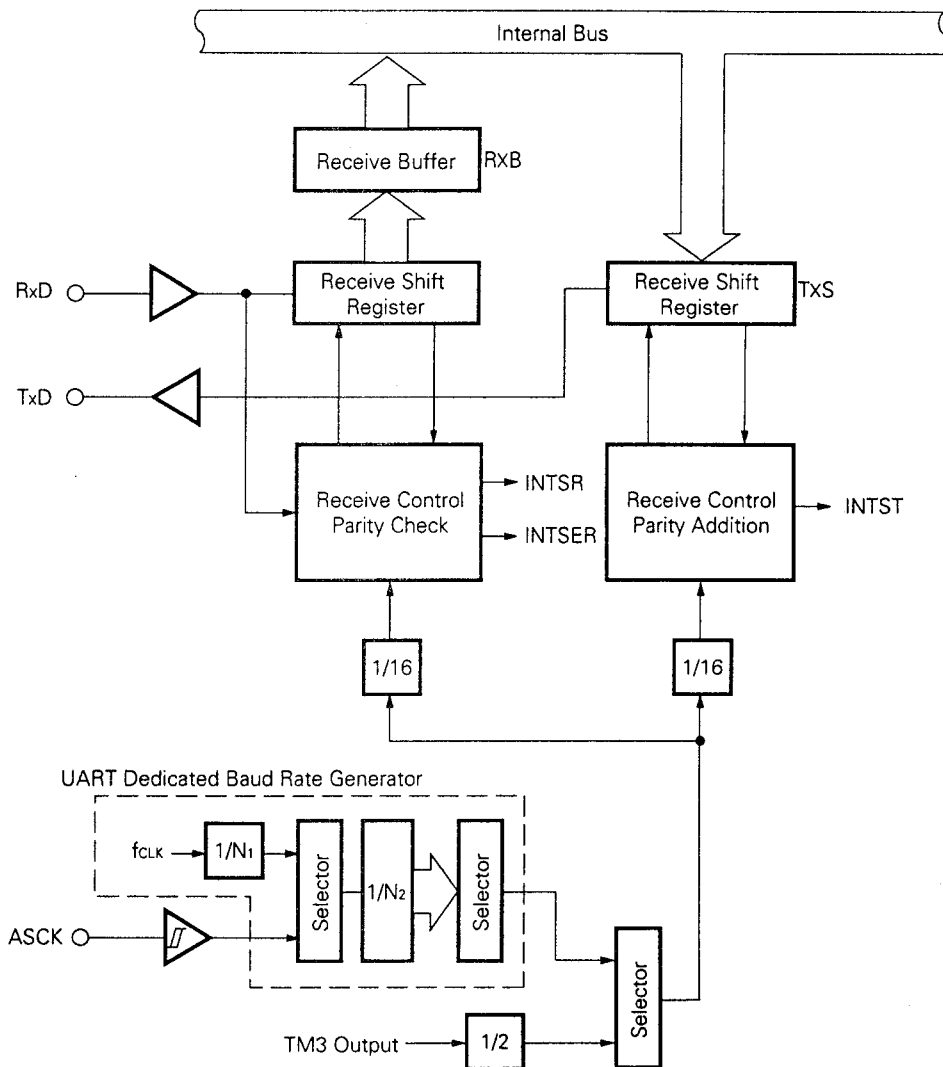 Internal Bus
Receive Buffer
RXB
RxD
Receive Shift
Register
Receive Shift
Register
TXS
TxD
Receive Control
Parity Check
INTSR
INTSER
Receive Control
Parity Addition
INTST
1/16
1/16
UART Dedicated Baud Rate Generator
fCLK
1/N1
Selector
1/N2
Selector
ASCK
Selector
TM3 Output
1/2